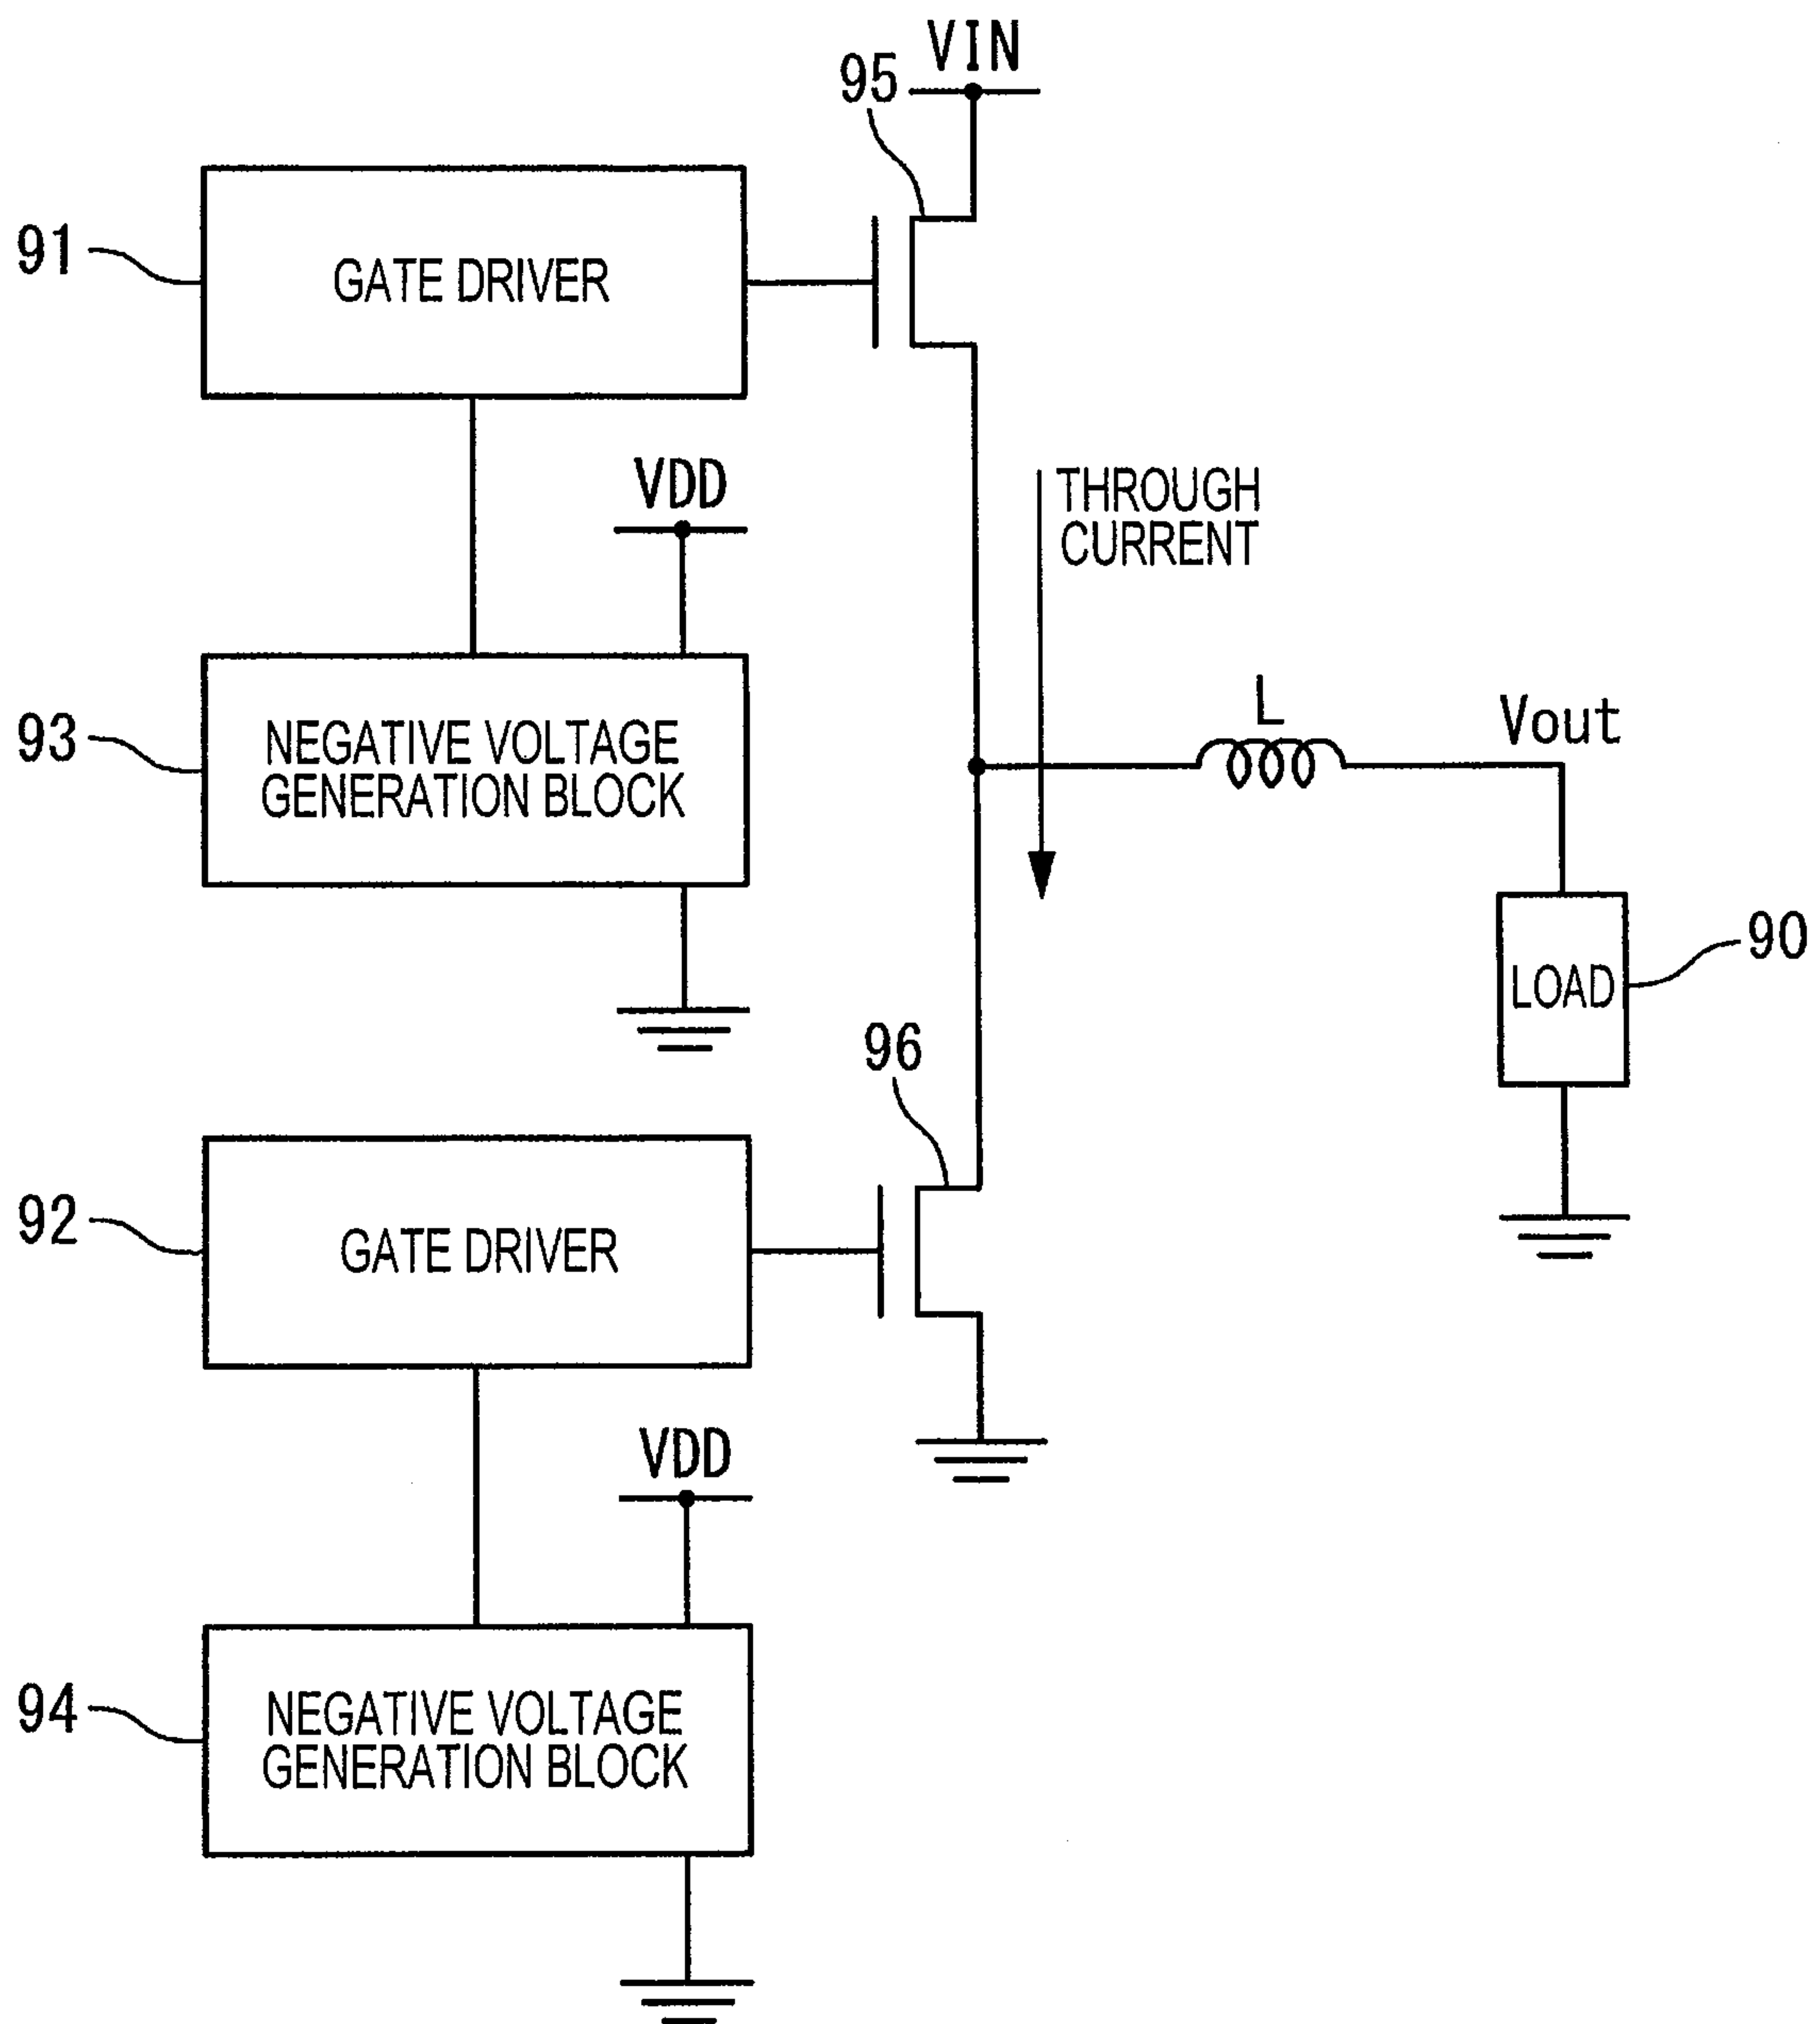 VIN
95
91
GATE DRIVER
THROUGH
CURRENT
VDD
93
NEGATIVE VOLTAGE
GENERATION BLOCK
L
Vout
LOAD
90
96
92
GATE DRIVER
VDD
94
NEGATIVE VOLTAGE
GENERATION BLOCK